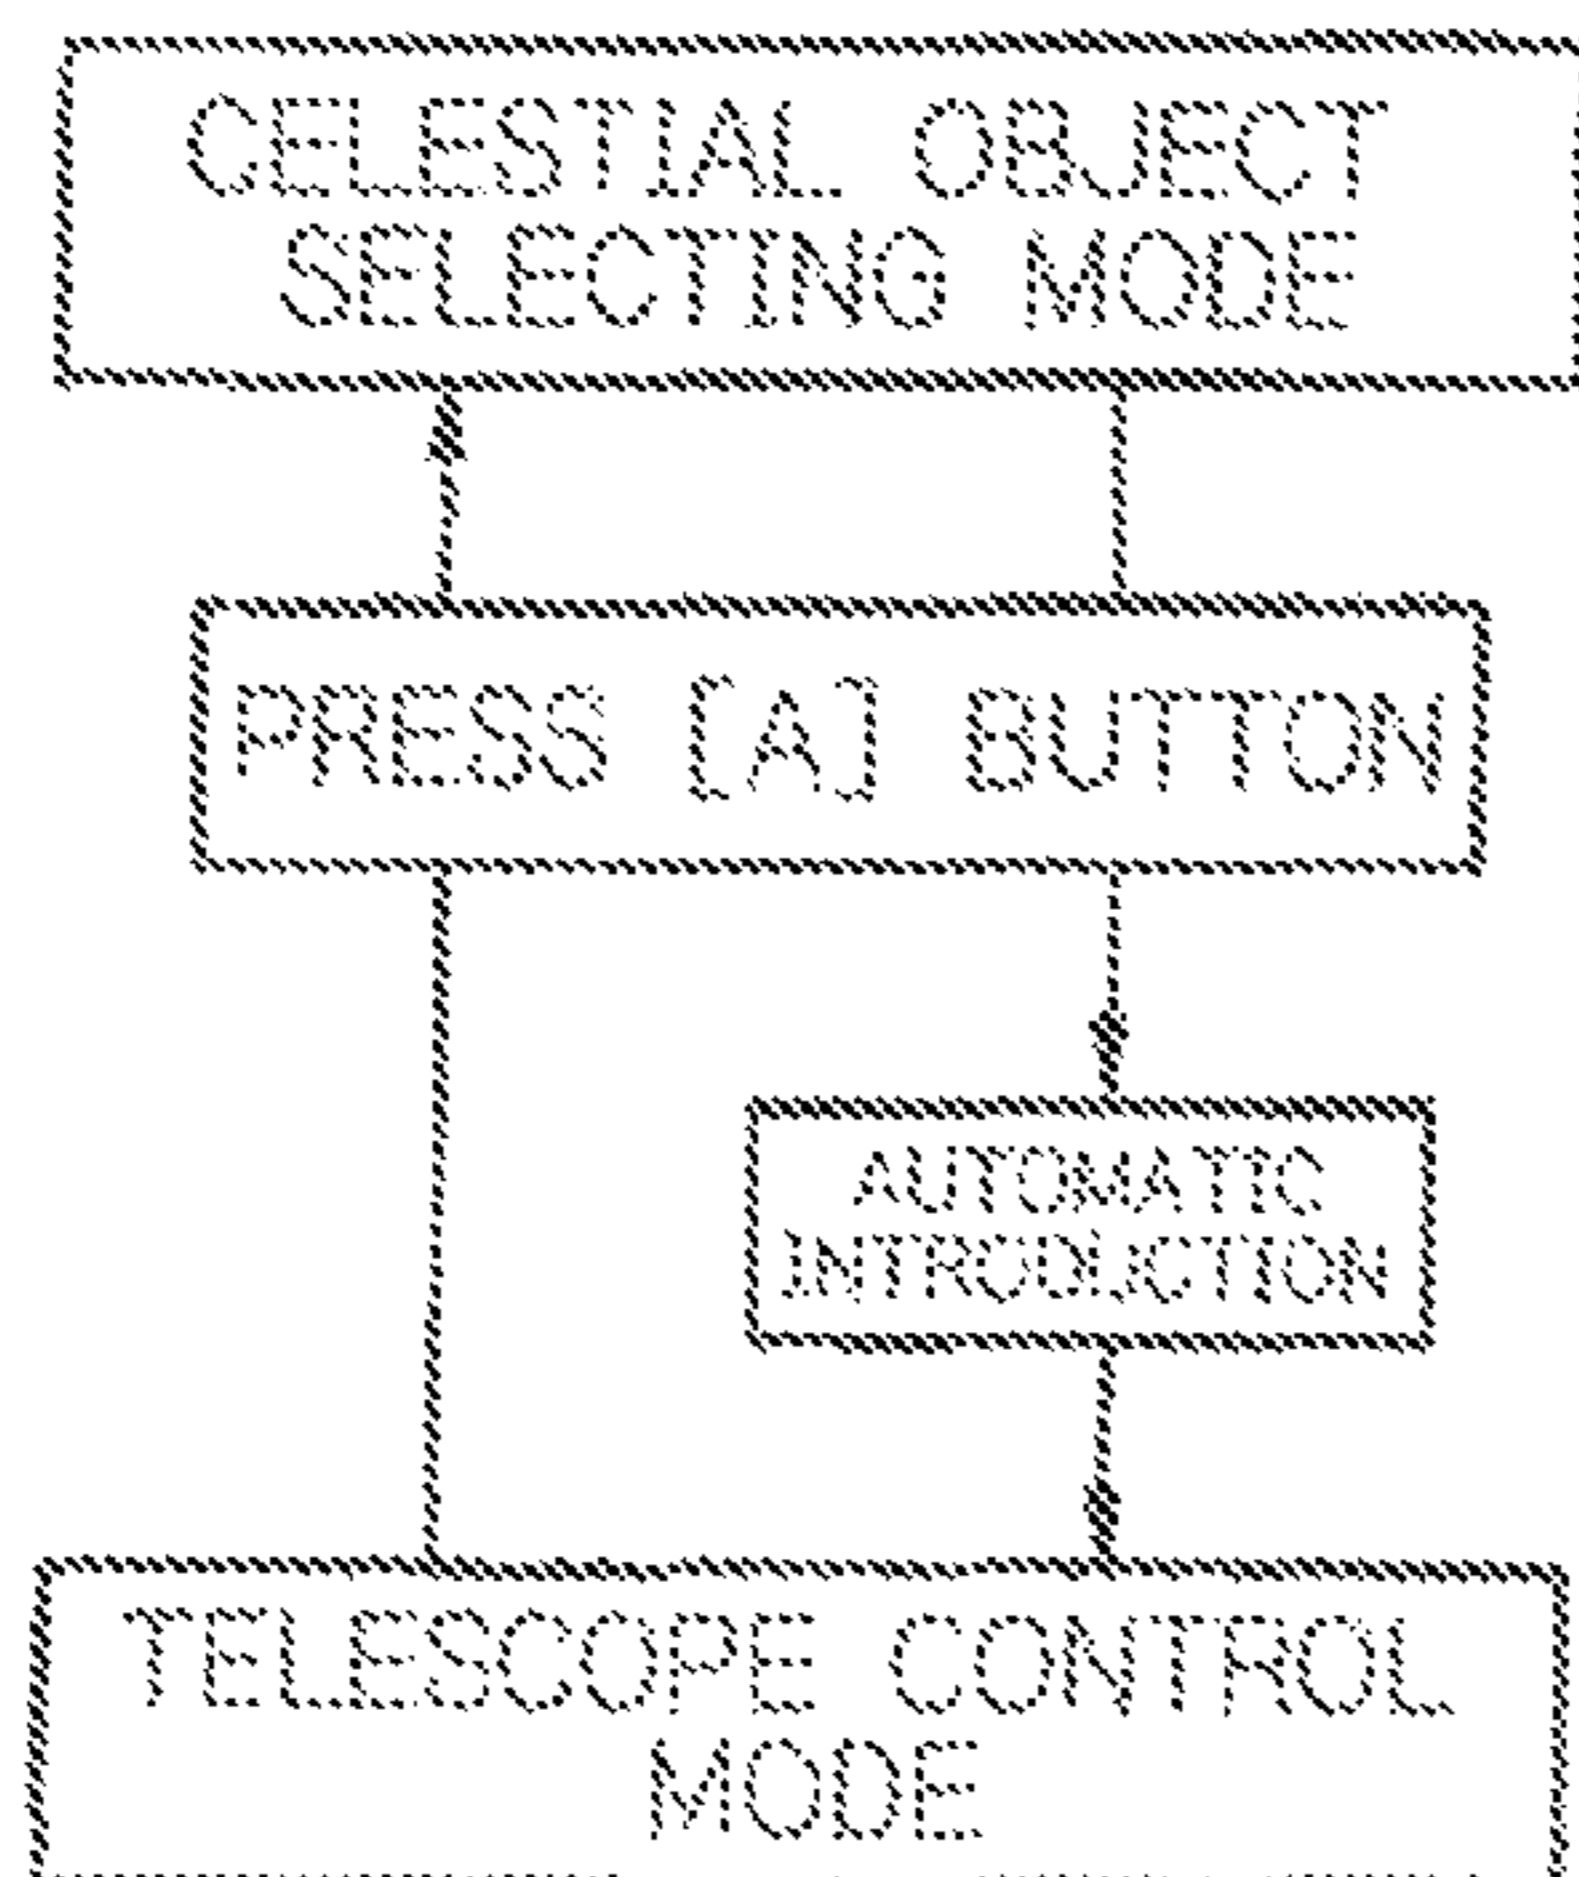 CELESTIAL OBJECT
SELECTING MODE
PRESS [A] BUTTON
AUTOMATIC
INTRODUCTION
TELESCOPE CONTROL
MODE